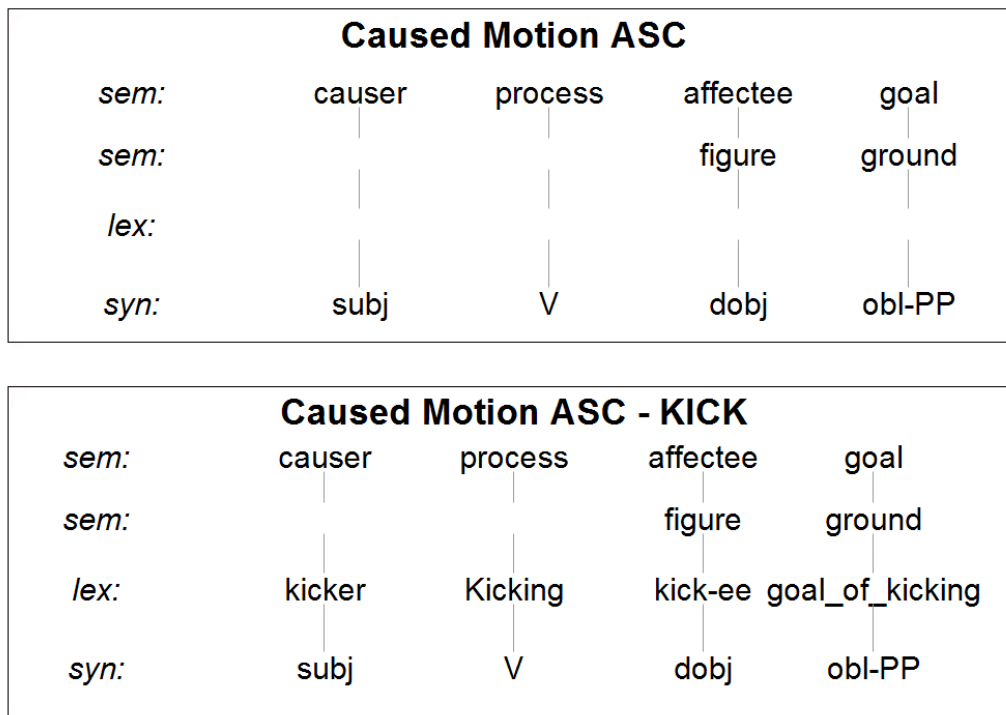 Caused Motion ASC
sem: causer process affectee goal
sem: figure ground
lex:
syn: subj V dobj obl-PP
Caused Motion ASC - KICK
sem: causer process affectee goal
sem: figure ground
lex: kicker Kicking kick-ee goal_of_kicking
syn: subj V dobj obl-PP